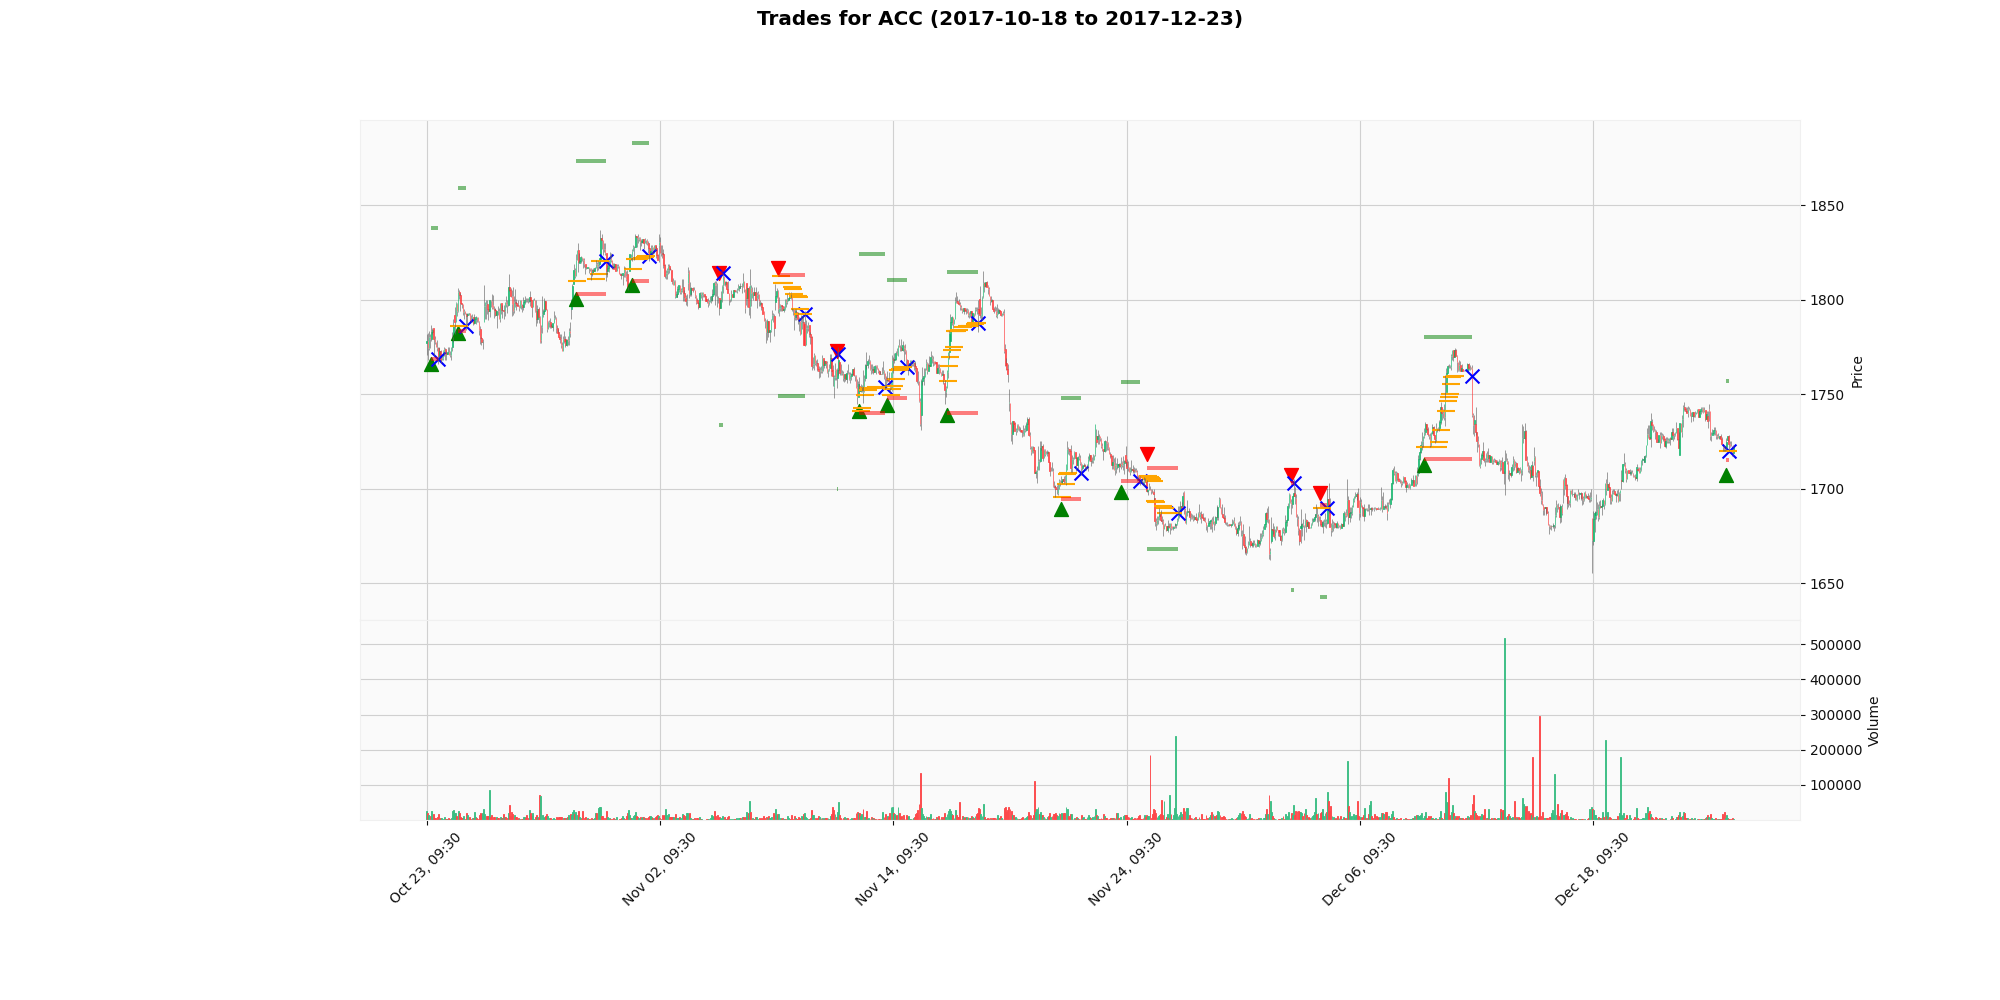 Trades for ACC (2017-10-18 to 2017-12-23)
1850
1800
1750
1700
1650
Price
500000
400000
300000
200000
100000
Volume
Oct 23, 09:30
Nov 02, 09:30
Nov 14, 09:30
Nov 24, 09:30
Dec 06, 09:30
Dec 18, 09:30